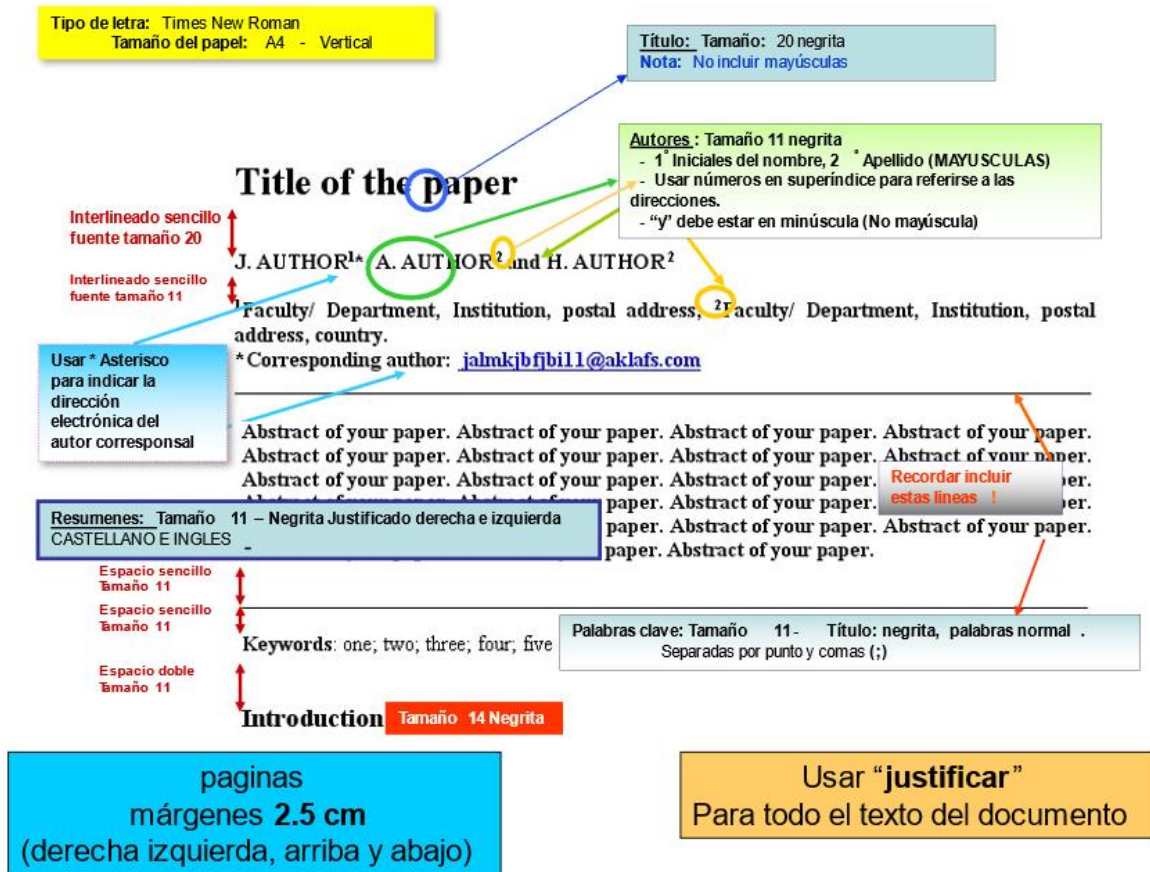 Tipo de letra: Times New Roman
Tamaño del papel: A4 - Vertical
Título: Tamaño: 20 negrita
Nota: No incluir mayúsculas
Autores : Tamaño 11 negrita
- 1° Iniciales del nombre, 2 ° Apellido (MAYUSCULAS)
- Usar números en superíndice para referirse a las
direcciones.
- “y” debe estar en minúscula (No mayúscula)
Title of the paper
Interlineado sencillo
fuente tamaño 20
J. AUTHOR¹* A. AUTHOR² and H. AUTHOR²
Interlineado sencillo
fuente tamaño 11
¹Faculty/ Department, Institution, postal address, ²Faculty/ Department, Institution, postal
address, country.
*Corresponding author: jalmkjbfjbi11@aklafs.com
Usar * Asterisco
para indicar la
dirección
electrónica del
autor corresponsal
Abstract of your paper. Abstract of your paper. Abstract of your paper. Abstract of your paper.
Abstract of your paper. Abstract of your paper. Abstract of your paper. Abstract of your paper.
Abstract of your paper. Abstract of your paper. Abstract of your paper. per.
paper. Abstract of your paper. per.
paper. Abstract of your paper. Abstract of your paper.
paper. Abstract of your paper.
Recordar incluir
estas lineas !
Resumenes: Tamaño 11 – Negrita Justificado derecha e izquierda
CASTELLANO E INGLES -
Espacio sencillo
Tamaño 11
Espacio sencillo
Tamaño 11
Keywords: one; two; three; four; five
Palabras clave: Tamaño 11- Título: negrita, palabras normal .
Separadas por punto y comas (;)
Espacio doble
Tamaño 11
Introduction
Tamaño 14 Negrita
paginas
márgenes 2.5 cm
(derecha izquierda, arriba y abajo)
Usar “justificar”
Para todo el texto del documento